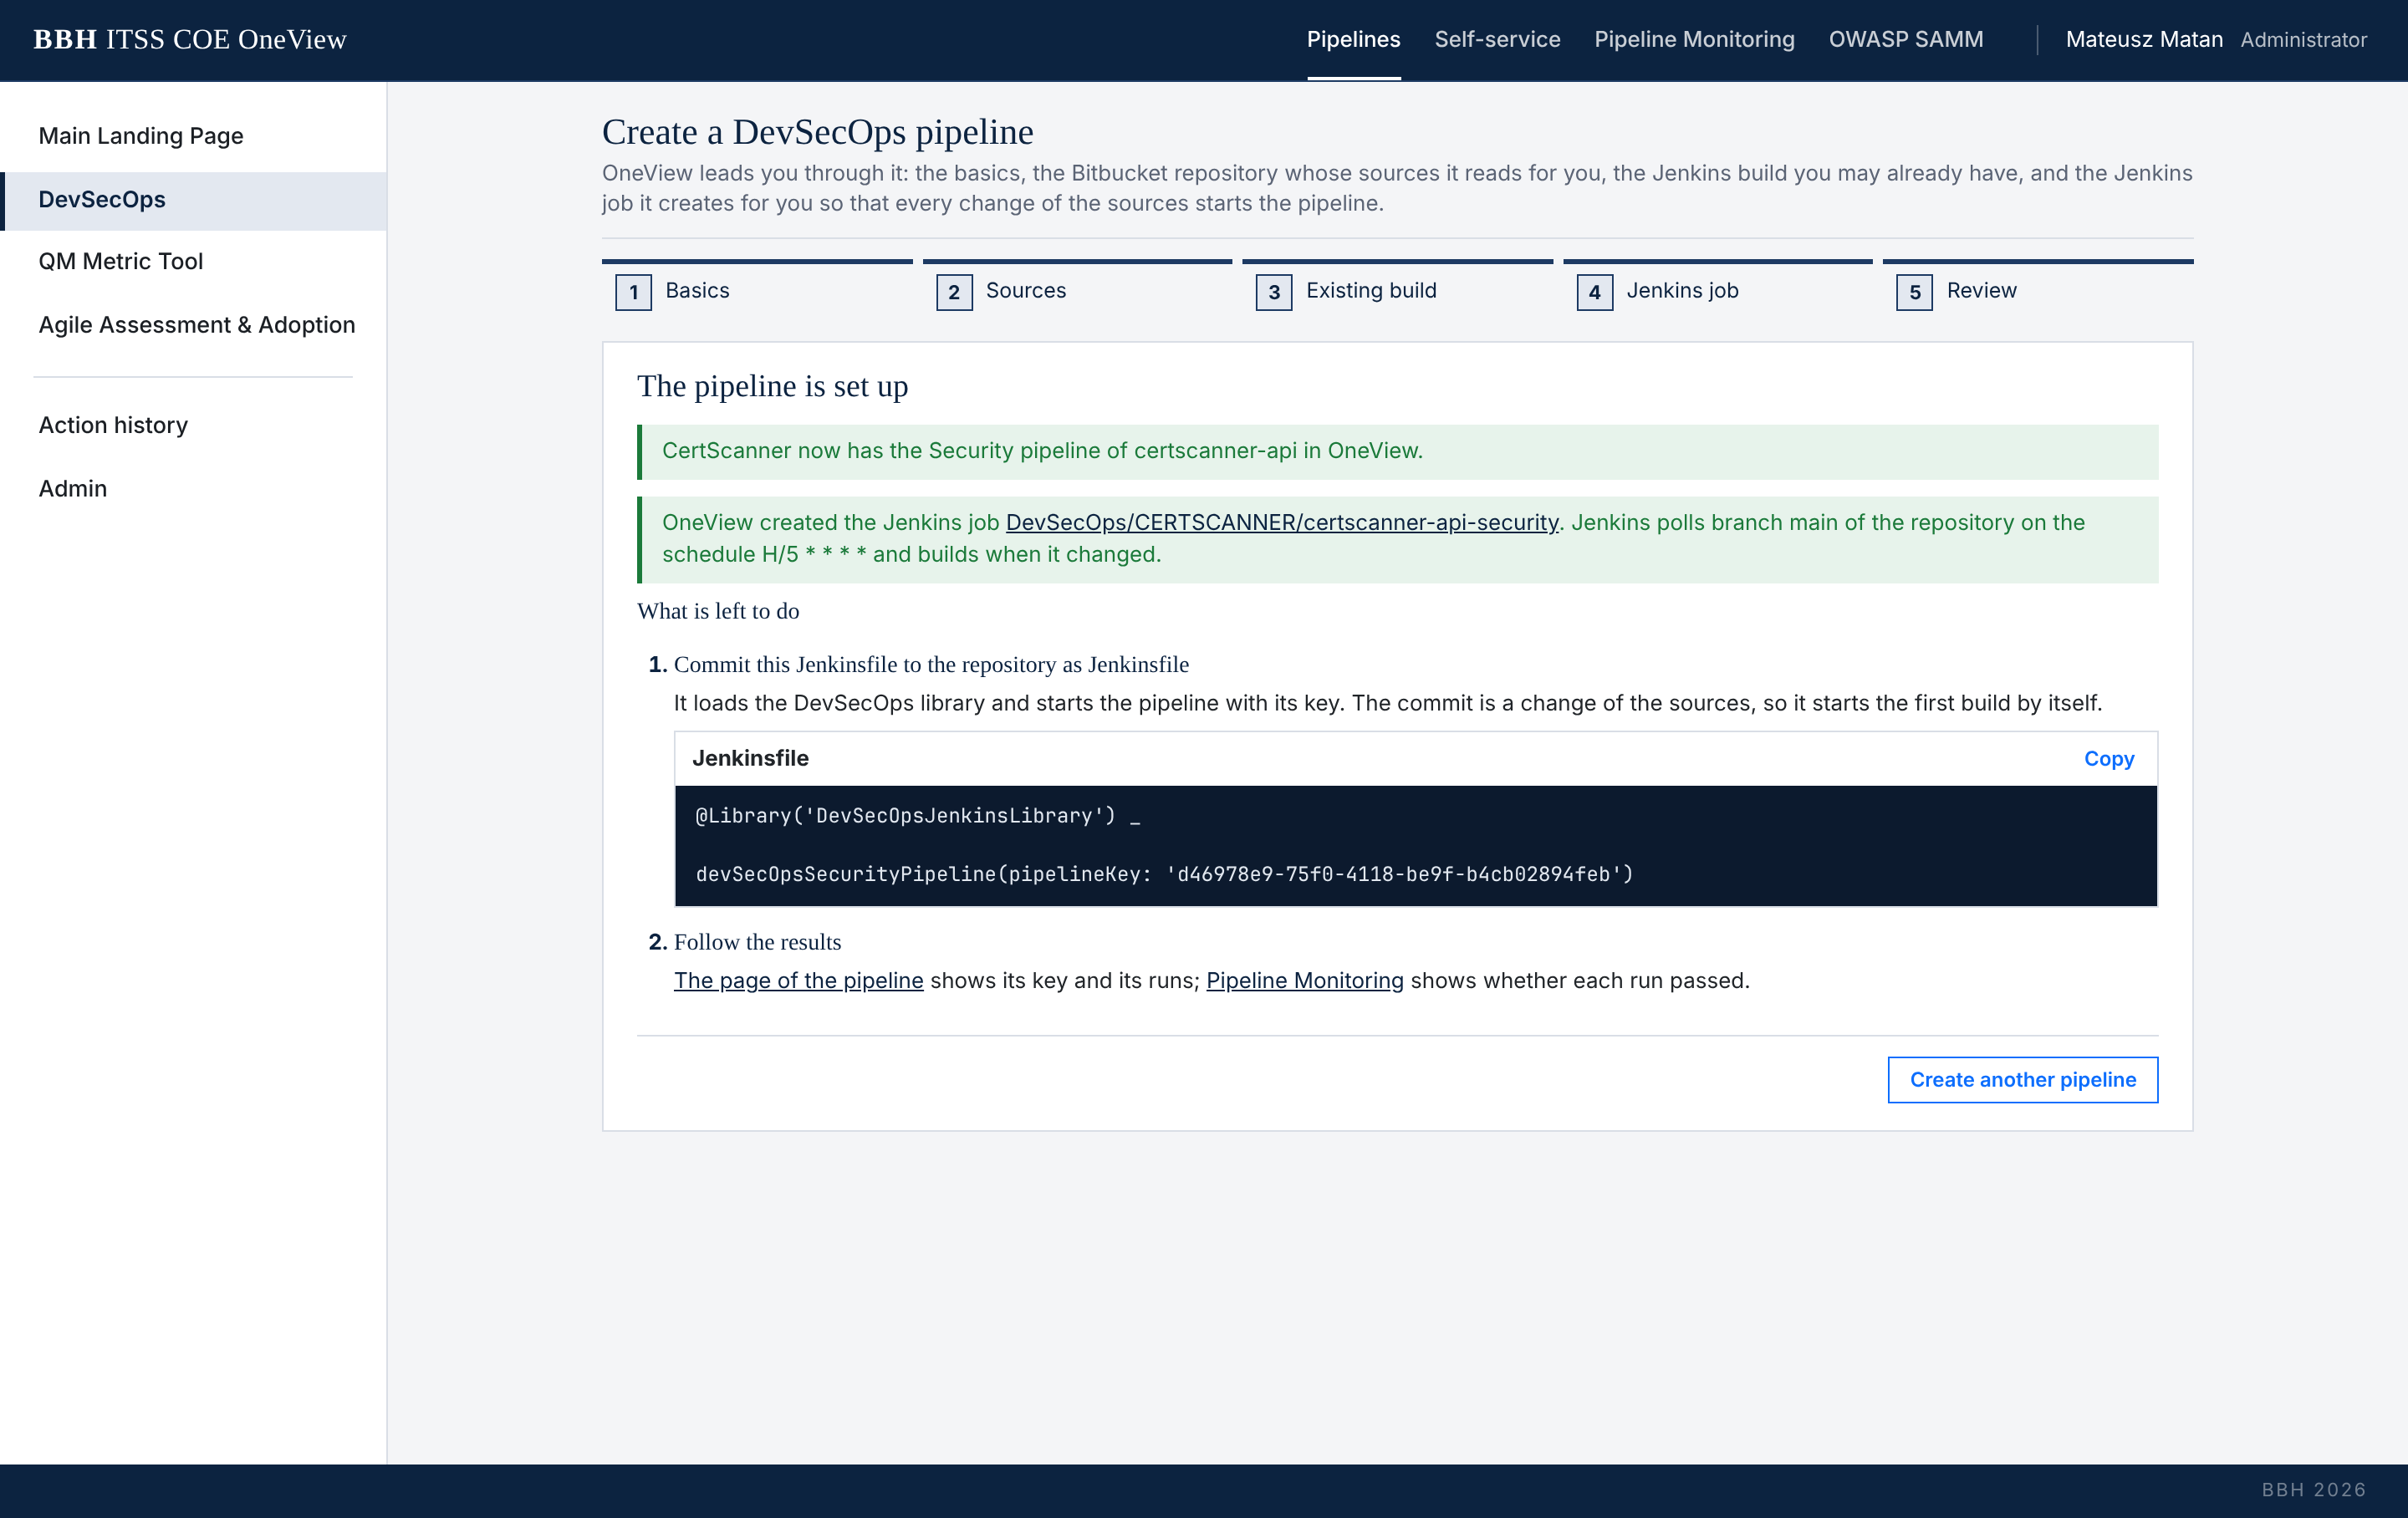 BBH ITSS COE OneView
Pipelines
Self-service
Pipeline Monitoring
OWASP SAMM
Mateusz Matan Administrator
Main Landing Page
DevSecOps
QM Metric Tool
Agile Assessment & Adoption
Action history
Admin
Create a DevSecOps pipeline
OneView leads you through it: the basics, the Bitbucket repository whose sources it reads for you, the Jenkins build you may already have, and the Jenkins
job it creates for you so that every change of the sources starts the pipeline.
1 Basics
2 Sources
3 Existing build
4 Jenkins job
5 Review
The pipeline is set up
CertScanner now has the Security pipeline of certscanner-api in OneView.
OneView created the Jenkins job DevSecOps/CERTSCANNER/certscanner-api-security. Jenkins polls branch main of the repository on the
schedule H/5 * * * * and builds when it changed.
What is left to do
1. Commit this Jenkinsfile to the repository as Jenkinsfile
It loads the DevSecOps library and starts the pipeline with its key. The commit is a change of the sources, so it starts the first build by itself.
Jenkinsfile
Copy
@Library('DevSecOpsJenkinsLibrary') _
devSecOpsSecurityPipeline(pipelineKey: 'd46978e9-75f0-4118-be9f-b4cb02894feb')
2. Follow the results
The page of the pipeline shows its key and its runs; Pipeline Monitoring shows whether each run passed.
Create another pipeline
BBH 2026